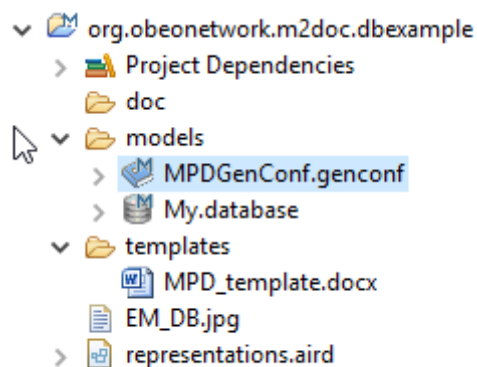 org.obeonetwork.m2doc.dbexample
Project Dependencies
doc
models
MPDGenConf.genconf
My.database
templates
MPD_template.docx
EM_DB.jpg
representations.aird